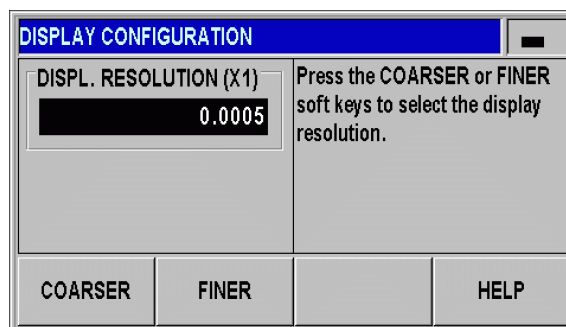 DISPLAY CONFIGURATION
DISPL. RESOLUTION (X1)
0.0005
Press the COARSER or FINER
soft keys to select the display
resolution.
COARSER
FINER
HELP